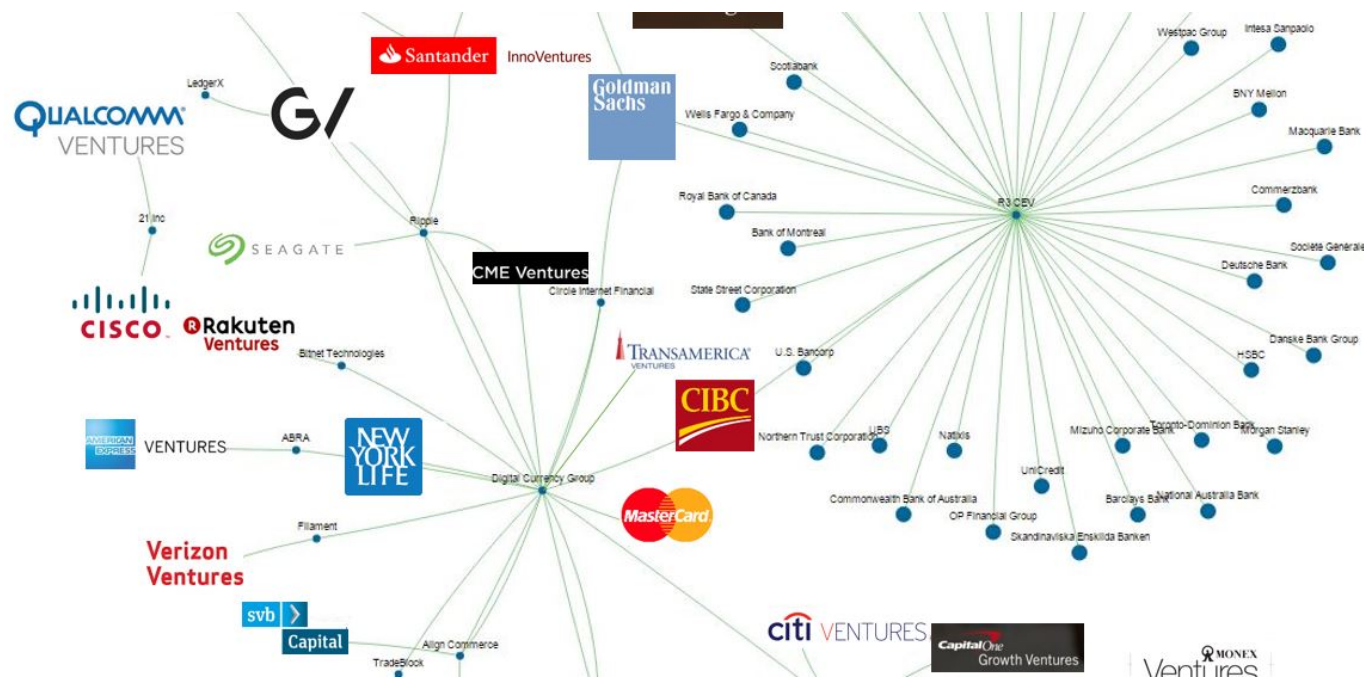 Santander InnoVentures
Goldman
Sachs
Scotiabank
Westpac Group
Intesa Sanpaolo
LedgerX
G/
QUALCOMM®
VENTURES
BNY Mellon
Wells Fargo & Company
Macquarie Bank
Royal Bank of Canada
R3 CEV
Commerzbank
21 Inc
Ripple
SEAGATE
Bank of Montreal
Societe Generale
Deutsche Bank
CME Ventures
Circle Internet Financial
State Street Corporation
CISCO™
Rakuten
Ventures
Bitnet Technologies
TRANSAMERICA®
VENTURES
U.S. Bancorp
Danske Bank Group
HSBC
CIBC
AMERICAN
EXPRESS
VENTURES
ABRA
NEW
YORK
LIFE
Northern Trust Corporation
UBS
Natixis
Mizuho Corporate Bank
Toronto-Dominion Bank
Morgan Stanley
Digital Currency Group
UniCredit
MasterCard
Commonwealth Bank of Australia
OP Financial Group
Barclays Bank
National Australia Bank
Skandinaviska Enskilda Banken
Filament
Verizon
Ventures
svb
Capital
Align Commerce
TradeBlock
citi VENTURES
CapitalOne
Growth Ventures
MONEX
Ventures